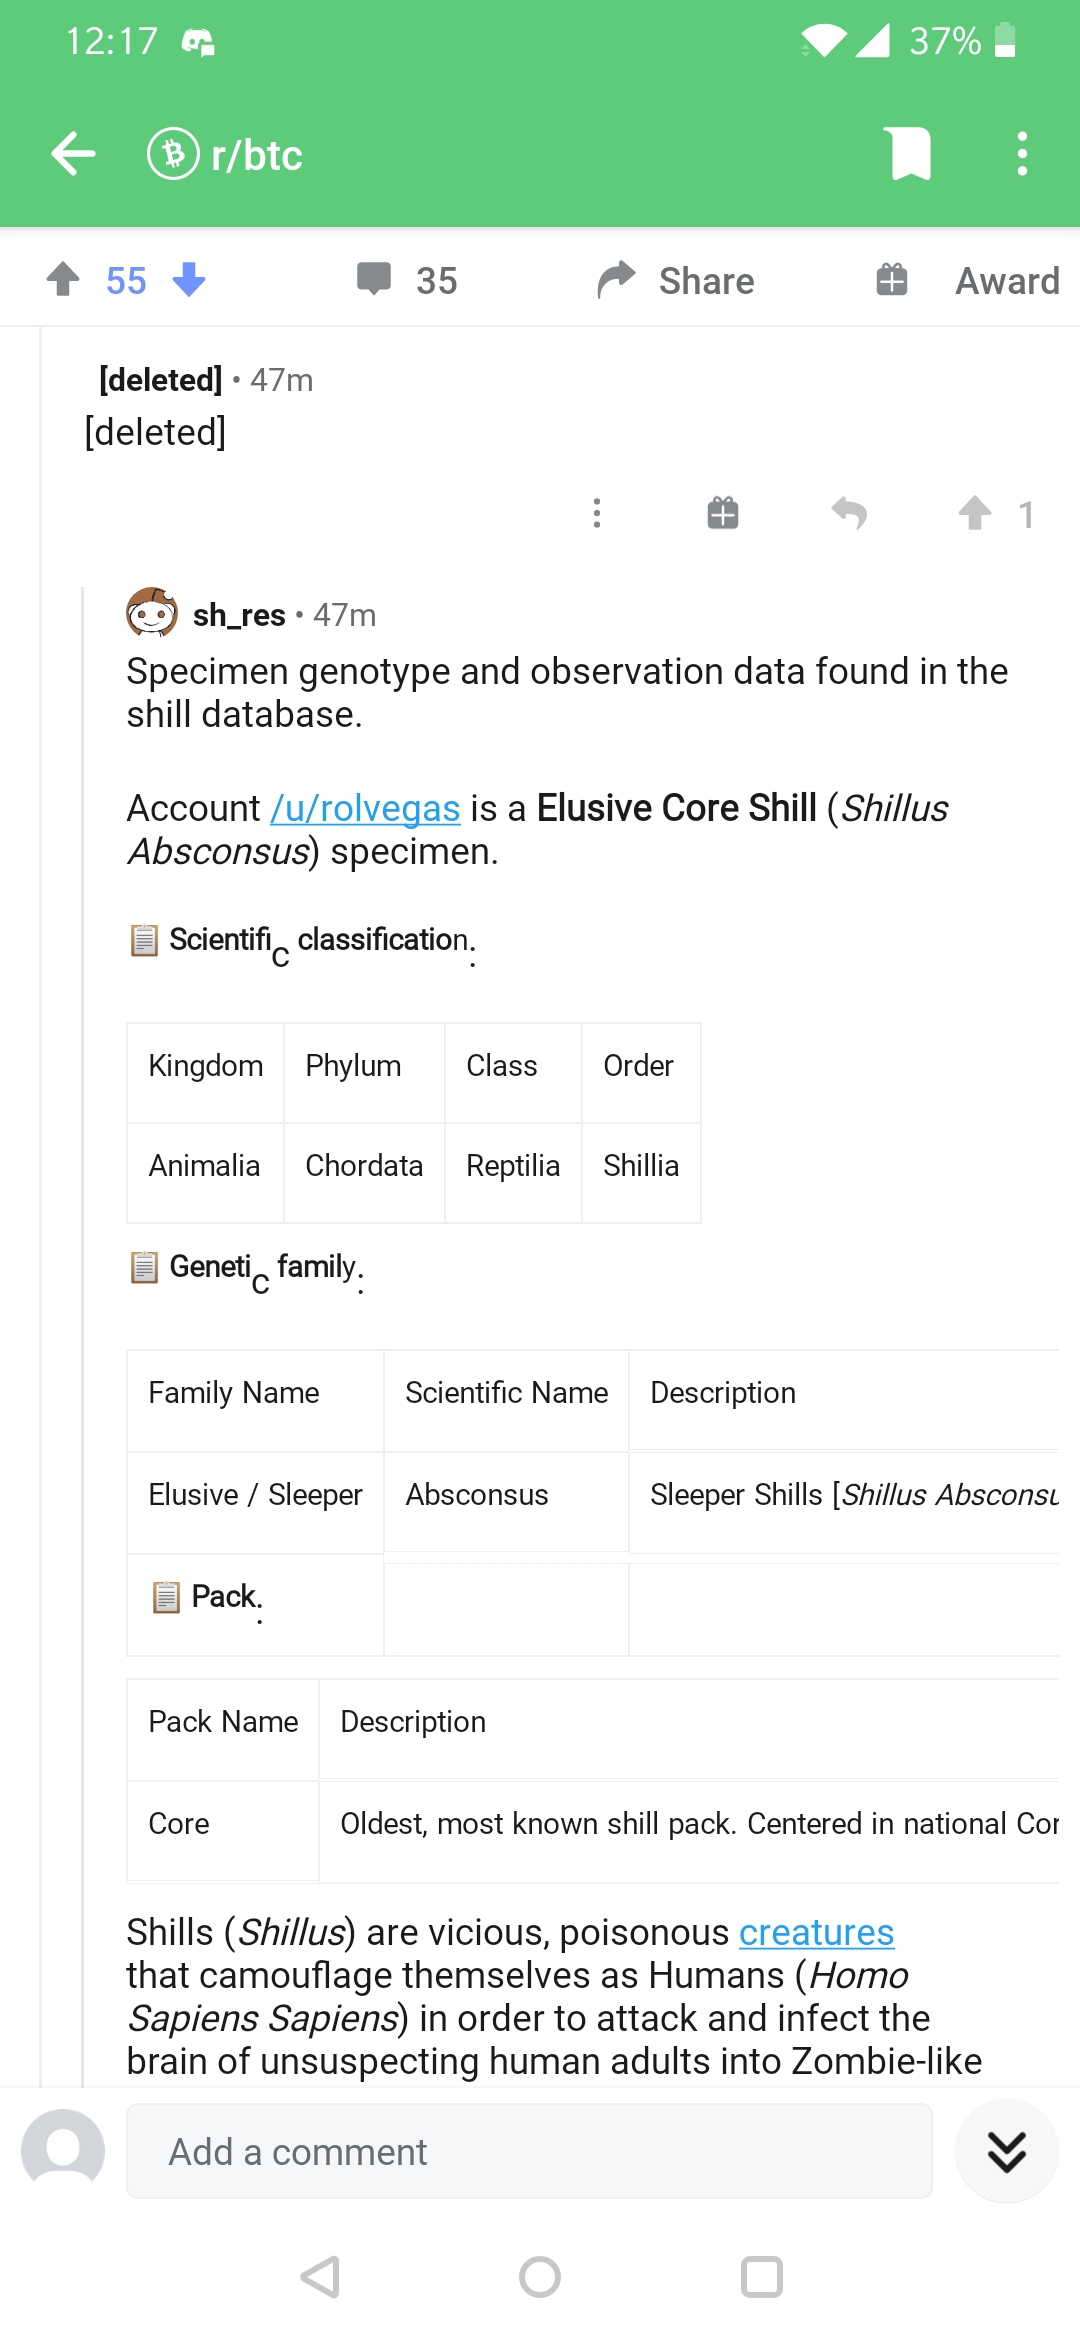 12:17 37%
r/btc
55 35 Share Award
[deleted] • 47m
[deleted]
1
sh_res • 47m
Specimen genotype and observation data found in the
shill database.
Account /u/rolvegas is a Elusive Core Shill (Shillus
Absconsus) specimen.
📋 Scientific classification:
Kingdom Phylum Class Order
Animalia Chordata Reptilia Shillia
📋 Genetic family:
Family Name Scientific Name Description
Elusive / Sleeper Absconsus Sleeper Shills [Shillus Absconsu
📋 Pack:
Pack Name Description
Core Oldest, most known shill pack. Centered in national Cor
Shills (Shillus) are vicious, poisonous creatures
that camouflage themselves as Humans (Homo
Sapiens Sapiens) in order to attack and infect the
brain of unsuspecting human adults into Zombie-like
Add a comment